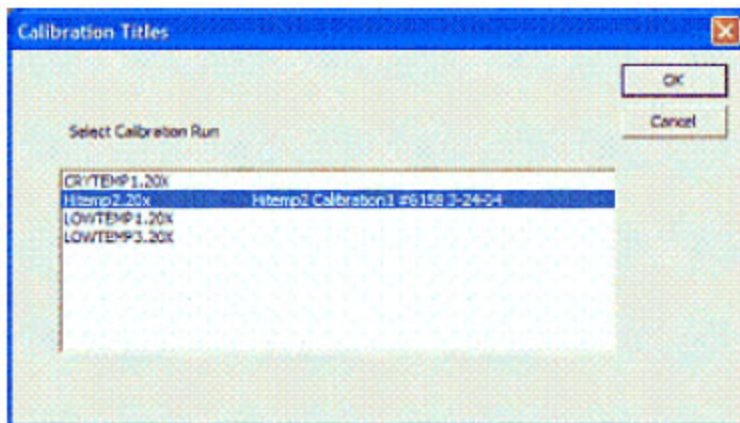 Calibration Titles
OK
Cancel
Select Calibration Run
CRYTEMP1.20X
Hitemp2.20x Hitemp2 Calibration1 #6158 3-24-04
LOWTEMP1.20X
LOWTEMP3.20X